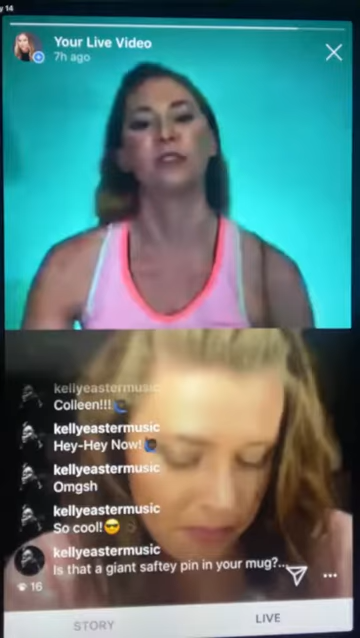 y 14
Your Live Video
7h ago
kellyeastermusic
Colleen!!!
kellyeastermusic
Hey-Hey Now!
kellyeastermusic
Omgsh
kellyeastermusic
So cool!😎
kellyeastermusic
Is that a giant saftey pin in your mug?...
16
STORY
LIVE